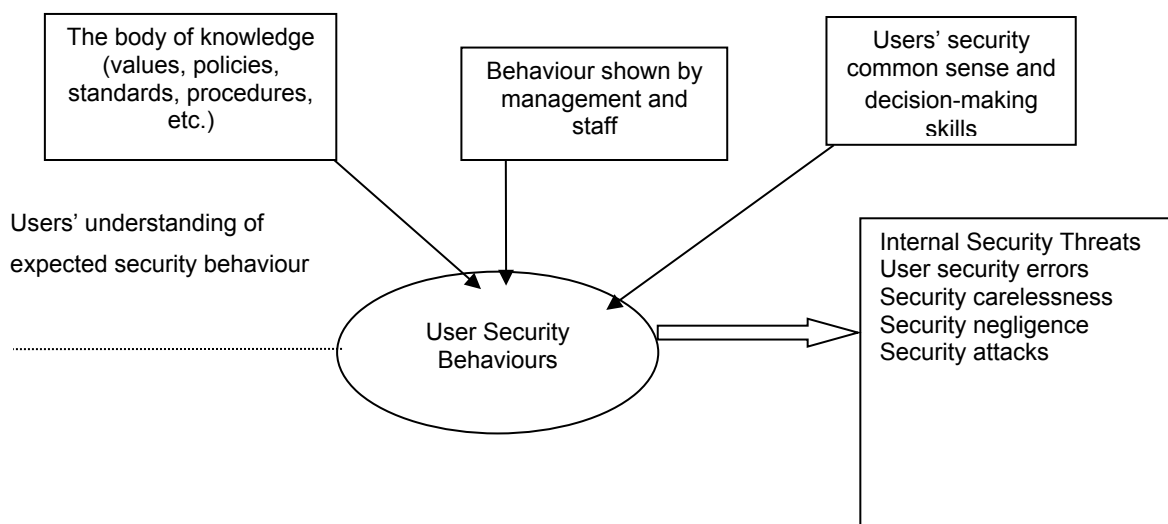 The body of knowledge
(values, policies,
standards, procedures,
etc.)
Behaviour shown by
management and
staff
Users’ security
common sense and
decision-making
skills
Users’ understanding of
expected security behaviour
User Security
Behaviours
Internal Security Threats
User security errors
Security carelessness
Security negligence
Security attacks